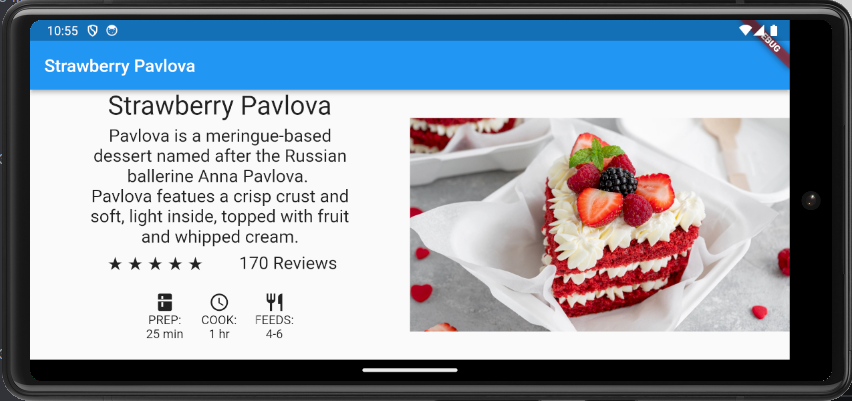 10:55
DEBUG
Strawberry Pavlova
Strawberry Pavlova
Pavlova is a meringue-based
dessert named after the Russian
ballerine Anna Pavlova.
Pavlova featues a crisp crust and
soft, light inside, topped with fruit
and whipped cream.
170 Reviews
PREP: COOK: FEEDS:
25 min 1 hr 4-6